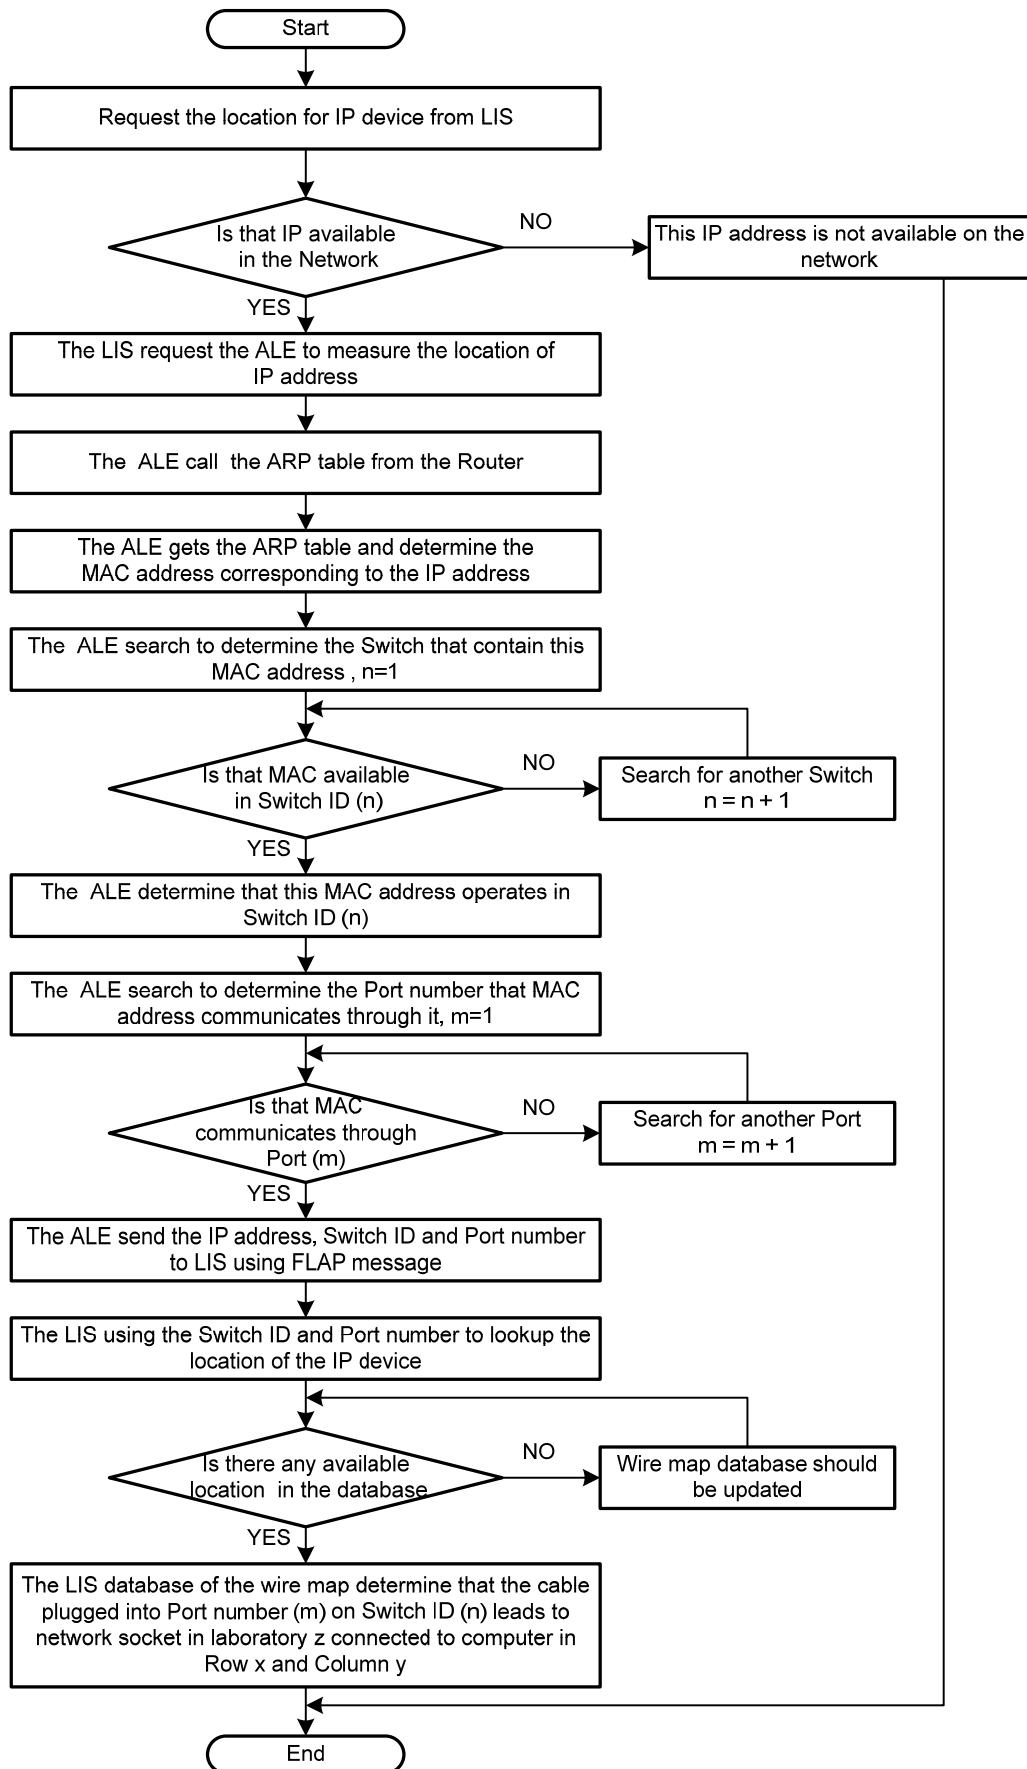 Start
Request the location for IP device from LIS
Is that IP available
in the Network
NO
This IP address is not available on the
network
YES
The LIS request the ALE to measure the location of
IP address
The ALE call the ARP table from the Router
The ALE gets the ARP table and determine the
MAC address corresponding to the IP address
The ALE search to determine the Switch that contain this
MAC address , n=1
Is that MAC available
in Switch ID (n)
NO
Search for another Switch
n = n + 1
YES
The ALE determine that this MAC address operates in
Switch ID (n)
The ALE search to determine the Port number that MAC
address communicates through it, m=1
Is that MAC
communicates through
Port (m)
NO
Search for another Port
m = m + 1
YES
The ALE send the IP address, Switch ID and Port number
to LIS using FLAP message
The LIS using the Switch ID and Port number to lookup the
location of the IP device
Is there any available
location in the database
NO
Wire map database should
be updated
YES
The LIS database of the wire map determine that the cable
plugged into Port number (m) on Switch ID (n) leads to
network socket in laboratory z connected to computer in
Row x and Column y
End